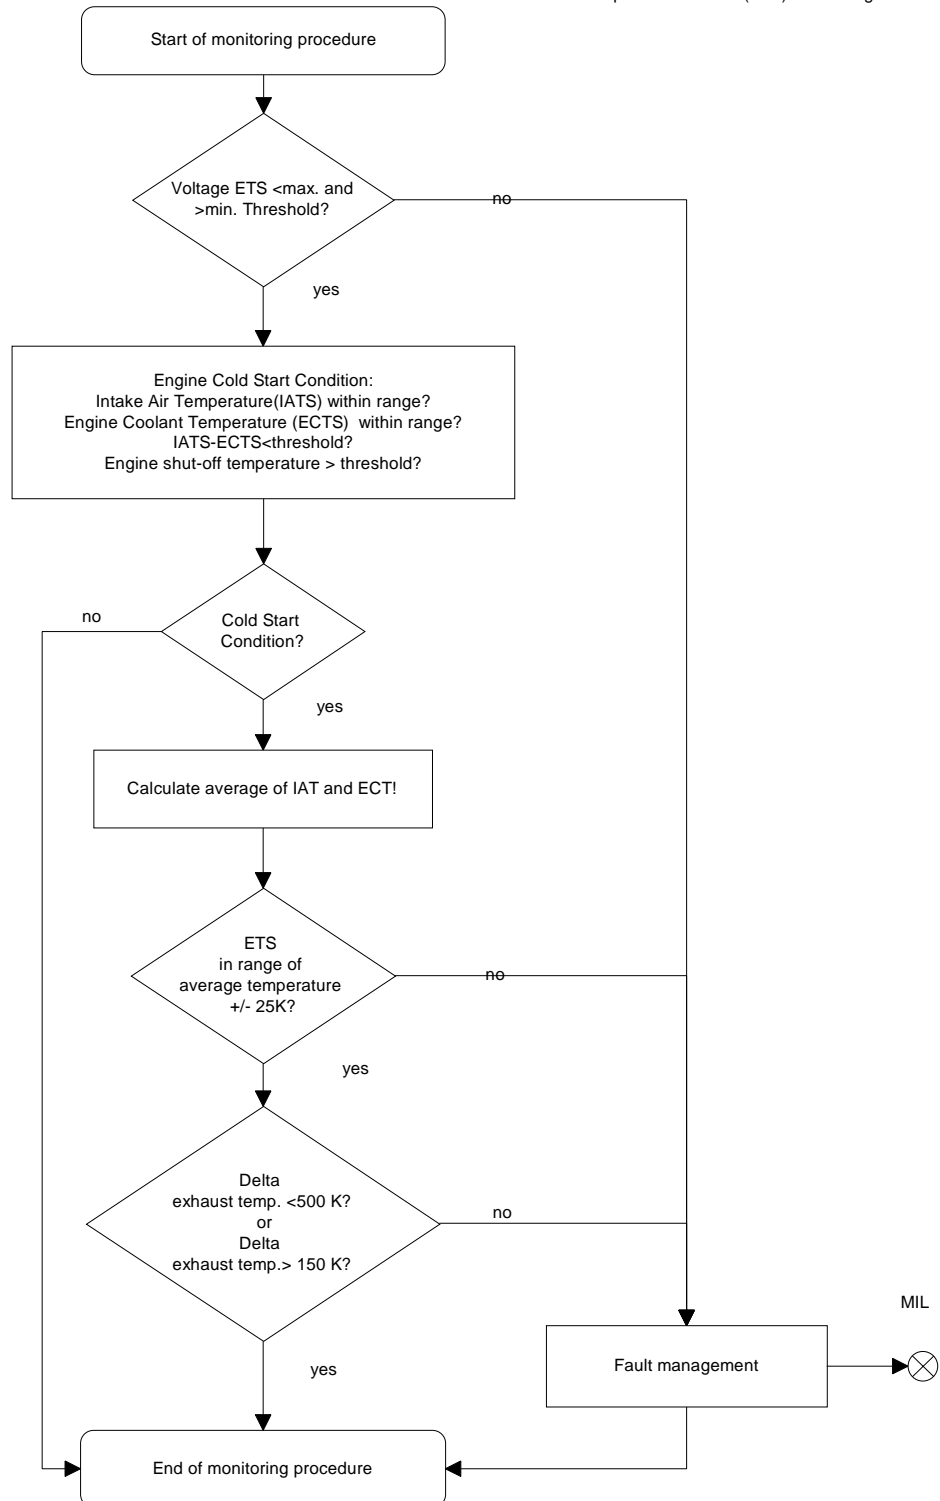 Start of monitoring procedure
Voltage ETS <max. and
>min. Threshold?
no
yes
Engine Cold Start Condition:
Intake Air Temperature(IATS) within range?
Engine Coolant Temperature (ECTS)  within range?
IATS-ECTS<threshold?
Engine shut-off temperature > threshold?
no
Cold Start
Condition?
yes
Calculate average of IAT and ECT!
ETS
in range of
average temperature
+/- 25K?
no
yes
Delta
exhaust temp. <500 K?
or
Delta
exhaust temp.> 150 K?
no
MIL
Fault management
yes
End of monitoring procedure